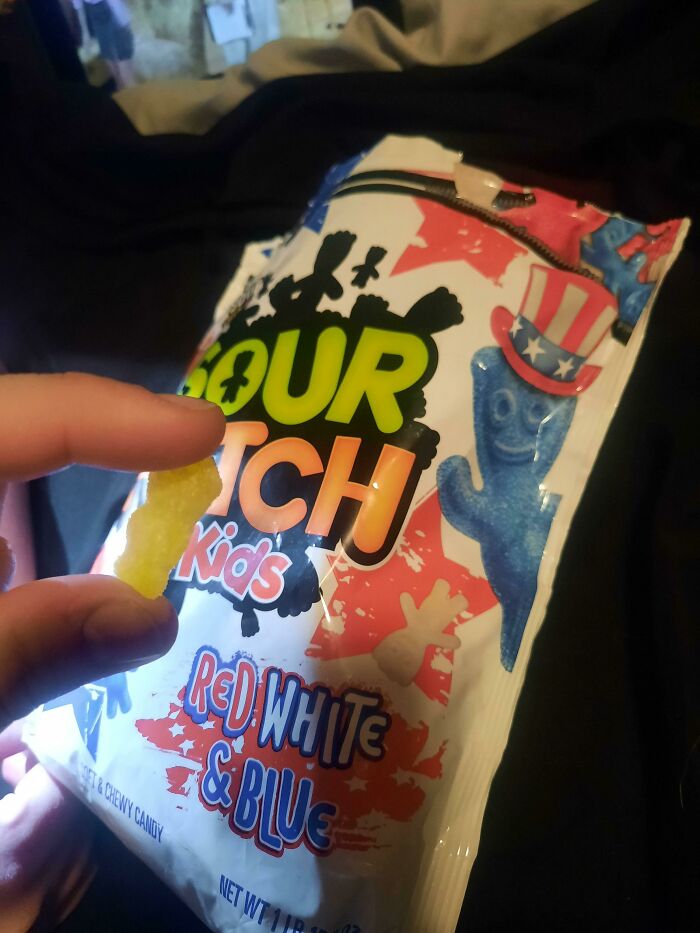 SOUR
TCH
Kids
RED WHITE
& BLUE
& CHEWY CANDY
NET WT 1 LB